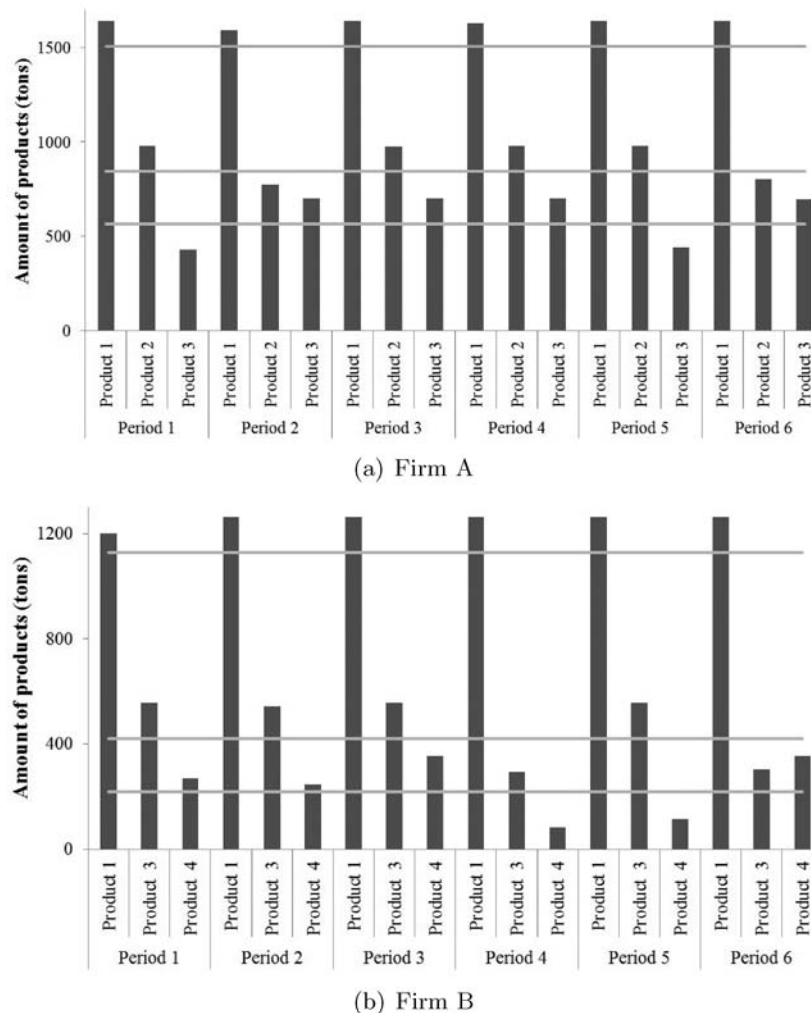 Amount of products (tons)
1500
1000
500
0
Product 1 Product 2 Product 3 Product 1 Product 2 Product 3 Product 1 Product 2 Product 3 Product 1 Product 2 Product 3 Product 1 Product 2 Product 3 Product 1 Product 2 Product 3
Period 1 Period 2 Period 3 Period 4 Period 5 Period 6
(a) Firm A
Amount of products (tons)
1200
800
400
0
Product 1 Product 3 Product 4 Product 1 Product 3 Product 4 Product 1 Product 3 Product 4 Product 1 Product 3 Product 4 Product 1 Product 3 Product 4 Product 1 Product 3 Product 4
Period 1 Period 2 Period 3 Period 4 Period 5 Period 6
(b) Firm B